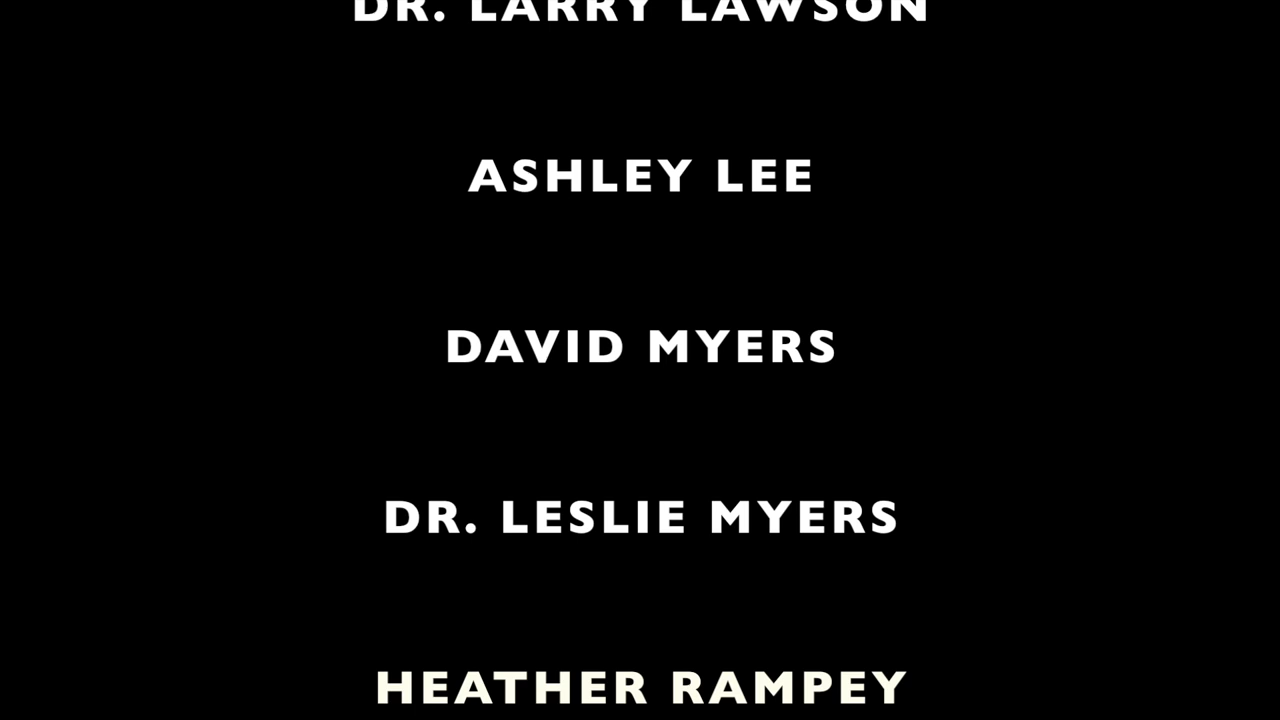 DR. LARRY LAWSON
ASHLEY LEE
DAVID MYERS
DR. LESLIE MYERS
HEATHER RAMPEY